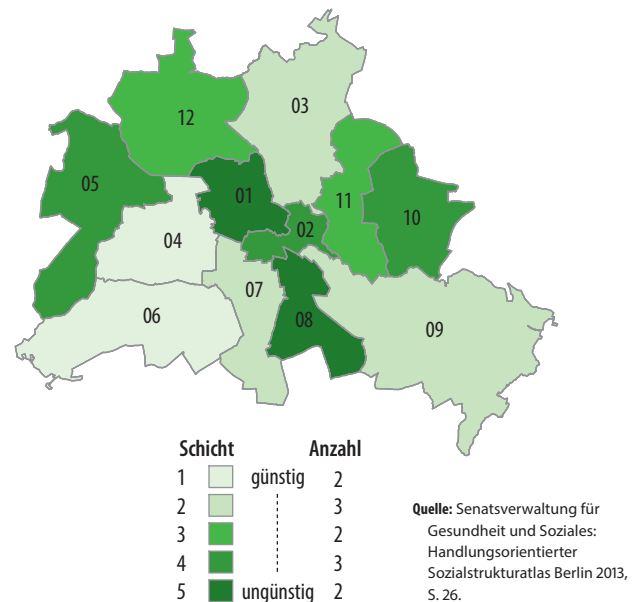 03
12
05
01
11
10
02
04
07
06
08
09
Schicht Anzahl
1 günstig 2
2 3
3 2
4 3
5 ungünstig 2
Quelle: Senatsverwaltung für
Gesundheit und Soziales:
Handlungsorientierter
Sozialstrukturatlas Berlin 2013,
S. 26.